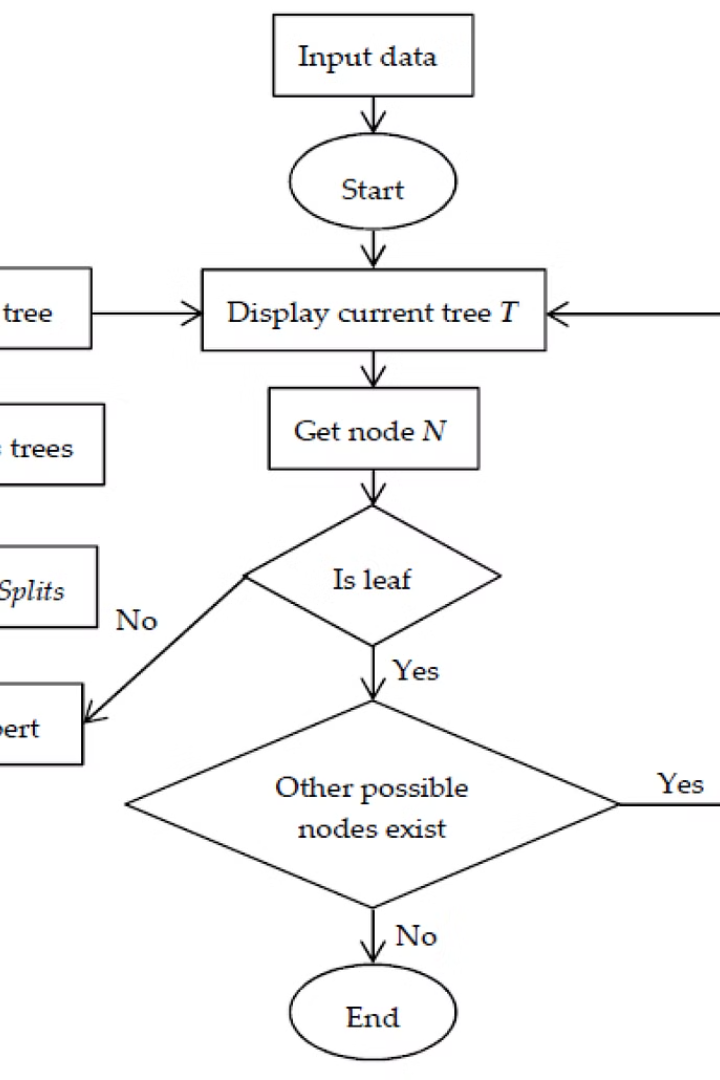 Input data
Start
tree
Display current tree T
Get node N
trees
Is leaf
Splits
No
Yes
Other possible
nodes exist
Yes
No
End